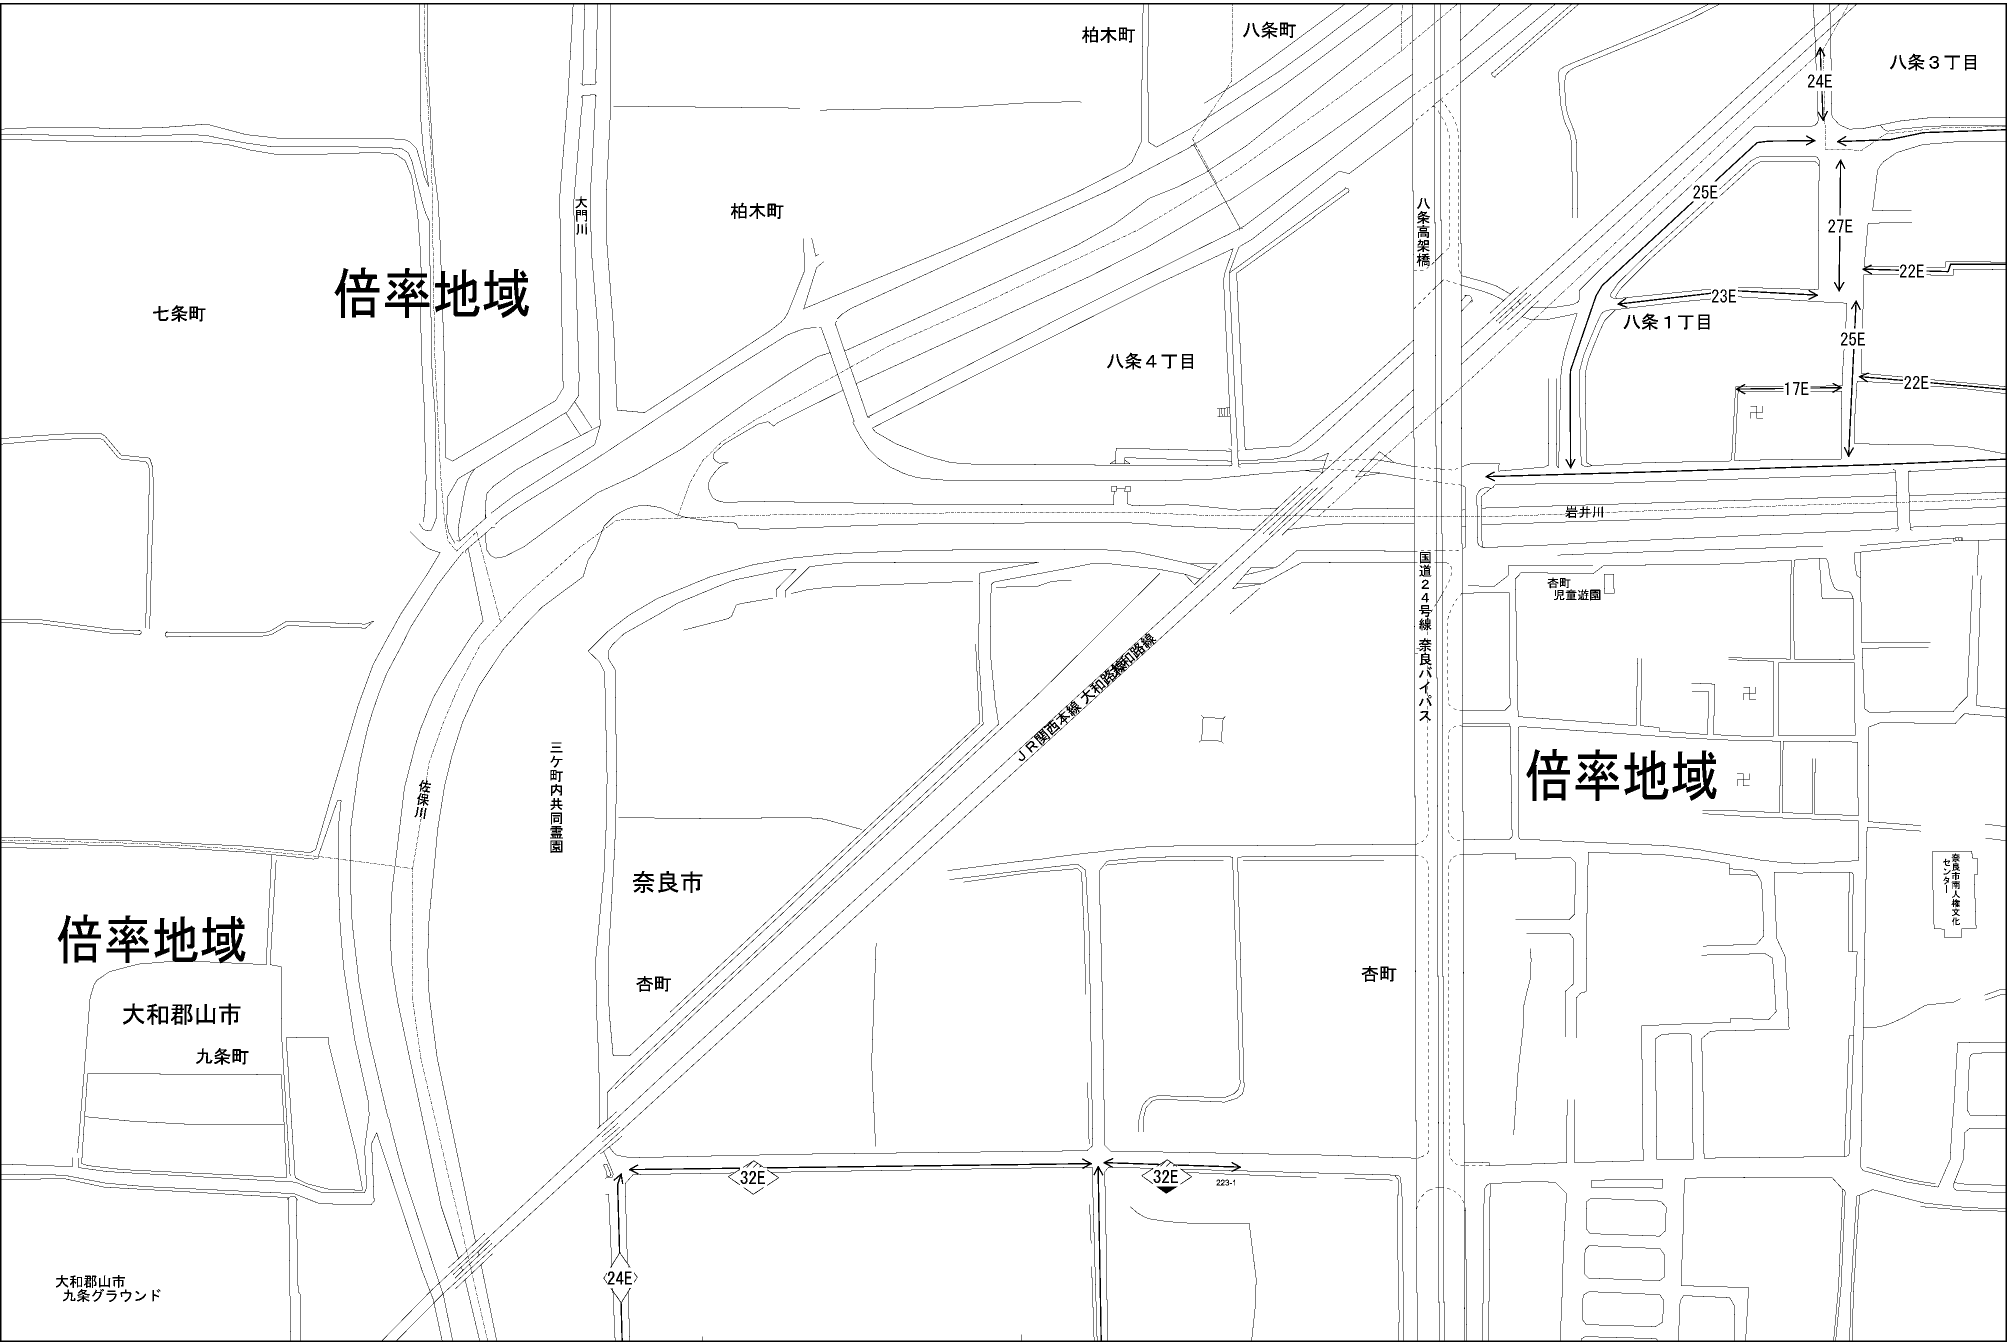 柏木町
八条町
八条３丁目
24E
25E
大門川
柏木町
八条高架橋
27E
22E
倍率地域
七条町
23E
八条１丁目
25E
八条４丁目
17E
22E
岩井川
国道２４号線 奈良バイパス
杏町
児童遊園
ＪＲ関西本線 大和路線
三ケ町内共同霊園
佐保川
倍率地域
奈良市
奈良市南人権文化
センター
倍率地域
杏町
杏町
大和郡山市
九条町
32E
32E
223-1
24E
大和郡山市
九条グラウンド